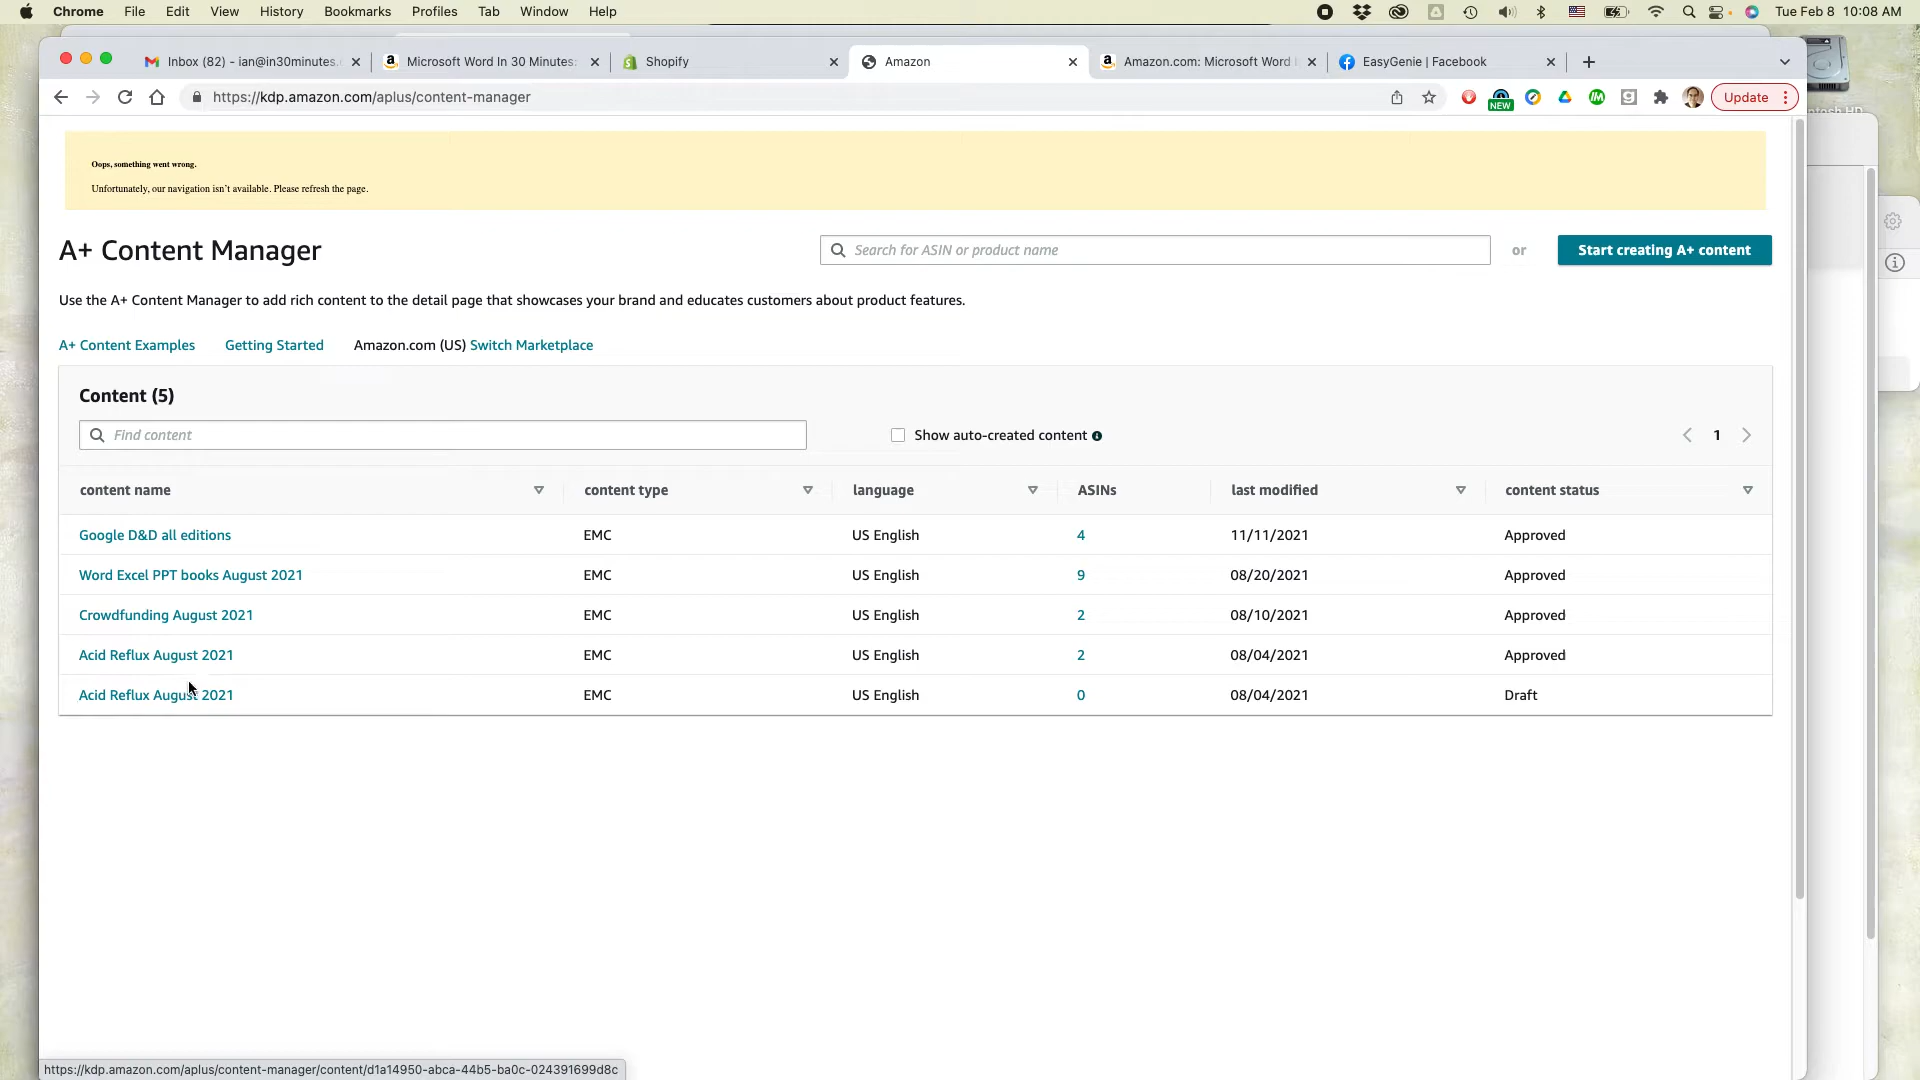 Chrome File Edit View History Bookmarks Profiles Tab Window Help Tue Feb 8 10:08 AM
Inbox (82) - ian@in30minutes. Microsoft Word In 30 Minutes: Shopify Amazon Amazon.com: Microsoft Word EasyGenie | Facebook
https://kdp.amazon.com/aplus/content-manager NEW Update
Oops, something went wrong.
Unfortunately, our navigation isn't available. Please refresh the page.
A+ Content Manager Search for ASIN or product name or Start creating A+ content
Use the A+ Content Manager to add rich content to the detail page that showcases your brand and educates customers about product features.
A+ Content Examples Getting Started Amazon.com (US) Switch Marketplace
Content (5)
Find content Show auto-created content 1
content name content type language ASINs last modified content status
Google D&D all editions EMC US English 4 11/11/2021 Approved
Word Excel PPT books August 2021 EMC US English 9 08/20/2021 Approved
Crowdfunding August 2021 EMC US English 2 08/10/2021 Approved
Acid Reflux August 2021 EMC US English 2 08/04/2021 Approved
Acid Reflux August 2021 EMC US English 0 08/04/2021 Draft
https://kdp.amazon.com/aplus/content-manager/content/d1a14950-abca-44b5-ba0c-024391699d8c